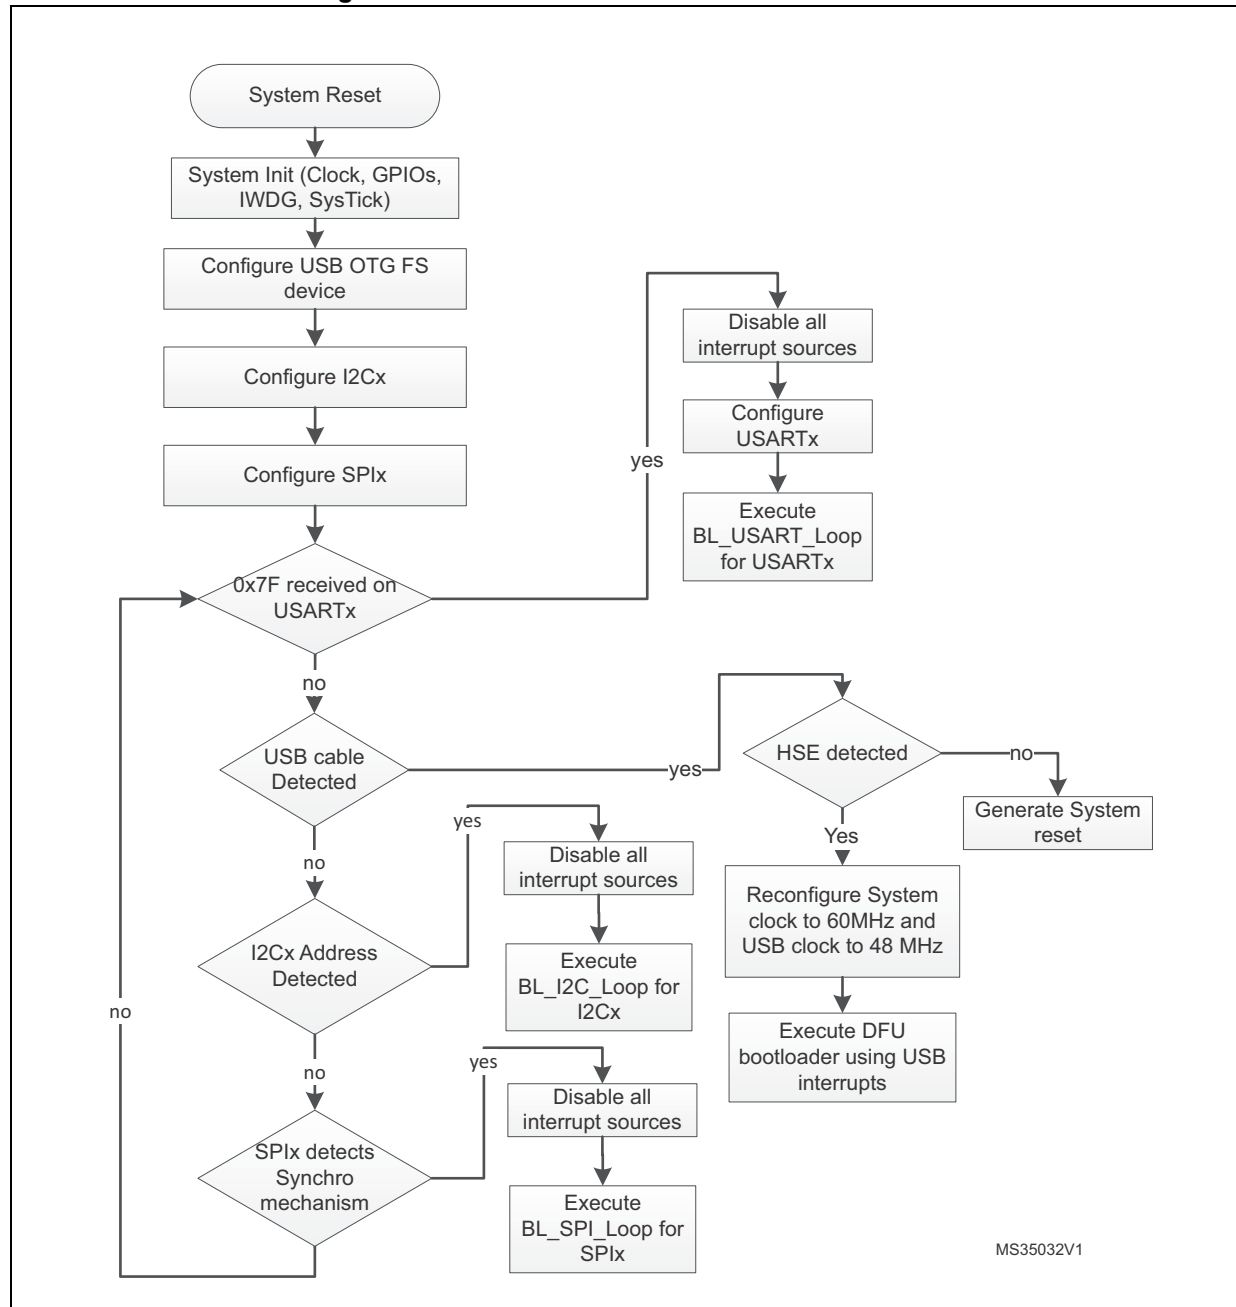 System Reset
System Init (Clock, GPIOs,
IWDG, SysTick)
Configure USB OTG FS
device
Configure I2Cx
Configure SPIx
0x7F received on
USARTx
yes
Disable all
interrupt sources
Configure
USARTx
Execute
BL_USART_Loop
for USARTx
no
USB cable
Detected
yes
HSE detected
no
Generate System
reset
Yes
Reconfigure System
clock to 60MHz and
USB clock to 48 MHz
Execute DFU
bootloader using USB
interrupts
no
I2Cx Address
Detected
yes
Disable all
interrupt sources
Execute
BL_I2C_Loop for
I2Cx
no
SPIx detects
Synchro
mechanism
yes
Disable all
interrupt sources
Execute
BL_SPI_Loop for
SPIx
no
MS35032V1